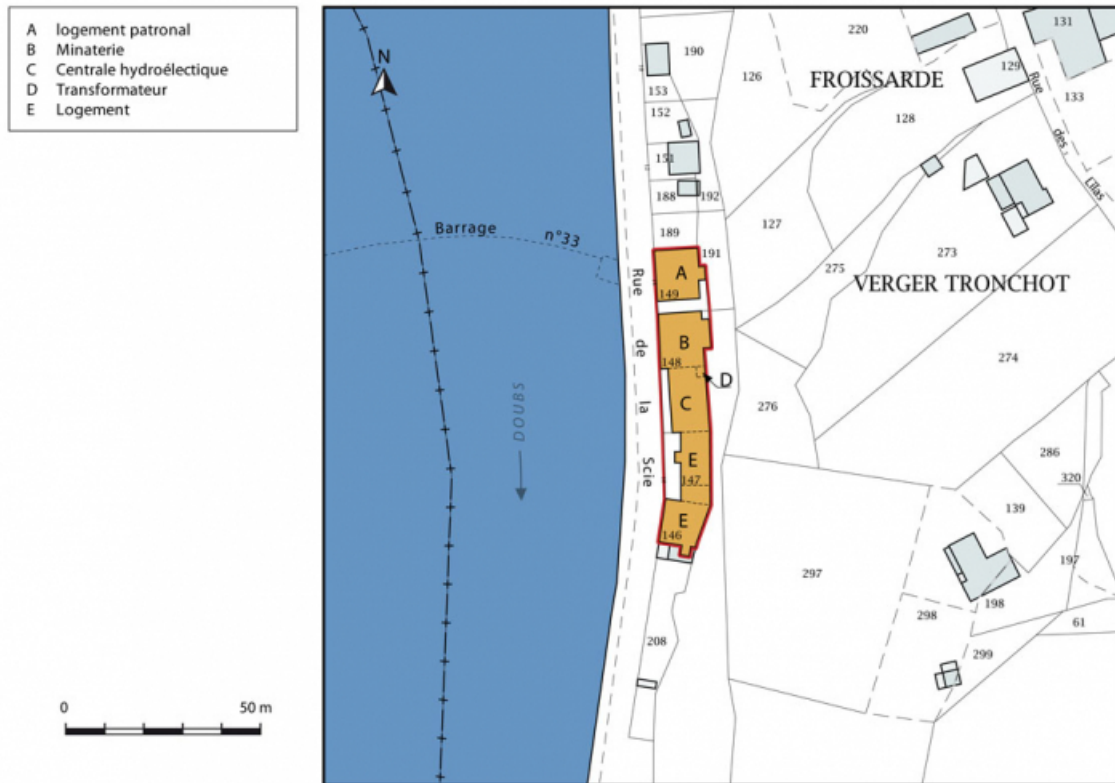 A logement patronal
B Minaterie
C Centrale hydroélectique
D Transformateur
E Logement
N
Barrage n°33
DOUBS
Rue de la Scie
FROISSARDE
VERGER TRONCHOT
Rue des Lilas
190
153
152
151
188
192
189
191
220
126
131
129
133
128
127
275
273
274
276
A
149
B
148
D
C
E
147
E
146
286
320
139
197
297
298
198
61
299
208
0 50 m